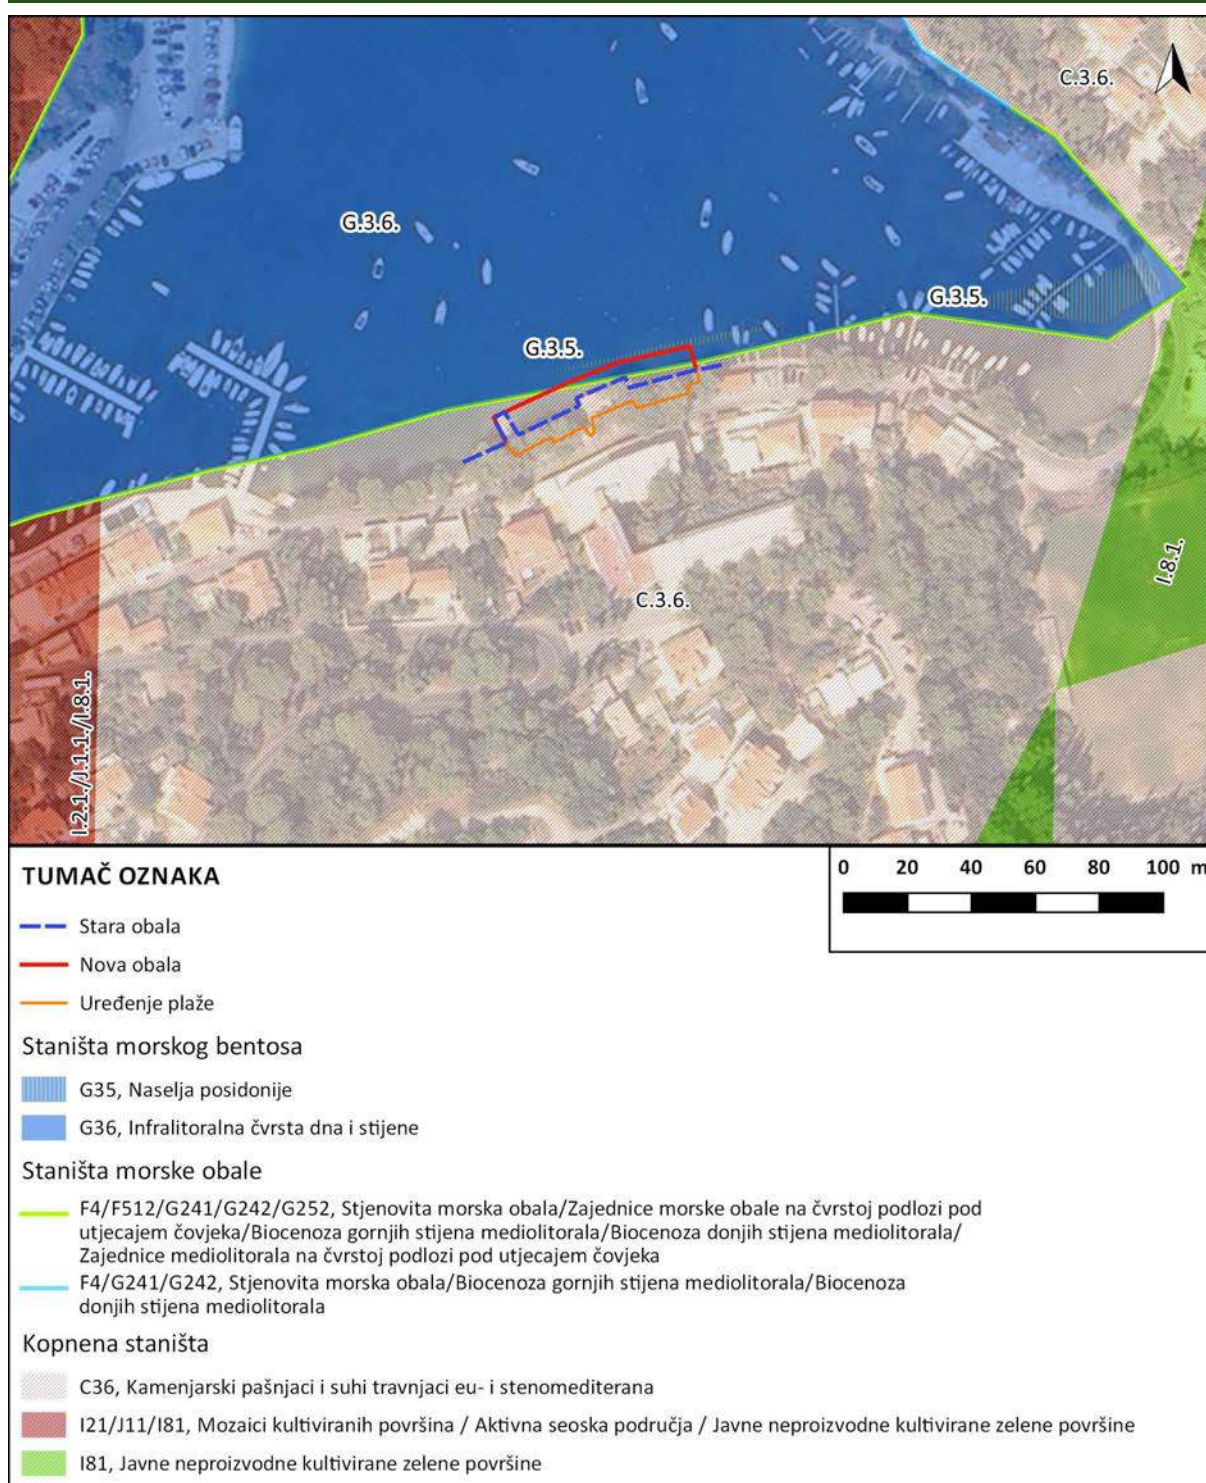 C.3.6.
G.3.6.
G.3.5.
G.3.5.
C.3.6.
I.8.1.
I.2.1./J.1.1./I.8.1.
TUMAČ OZNAKA
0 20 40 60 80 100 m
Stara obala
Nova obala
Uređenje plaže
Staništa morskog bentosa
G35, Naselja posidonije
G36, Infralitoralna čvrsta dna i stijene
Staništa morske obale
F4/F512/G241/G242/G252, Stjenovita morska obala/Zajednice morske obale na čvrstoj podlozi pod
utjecajem čovjeka/Biocenoza gornjih stijena mediolitorala/Biocenoza donjih stijena mediolitorala/
Zajednice mediolitorala na čvrstoj podlozi pod utjecajem čovjeka
F4/G241/G242, Stjenovita morska obala/Biocenoza gornjih stijena mediolitorala/Biocenoza
donjih stijena mediolitorala
Kopnena staništa
C36, Kamenjarski pašnjaci i suhi travnjaci eu- i stenomediterana
I21/J11/I81, Mozaici kultiviranih površina / Aktivna seoska područja / Javne neproizvodne kultivirane zelene površine
I81, Javne neproizvodne kultivirane zelene površine